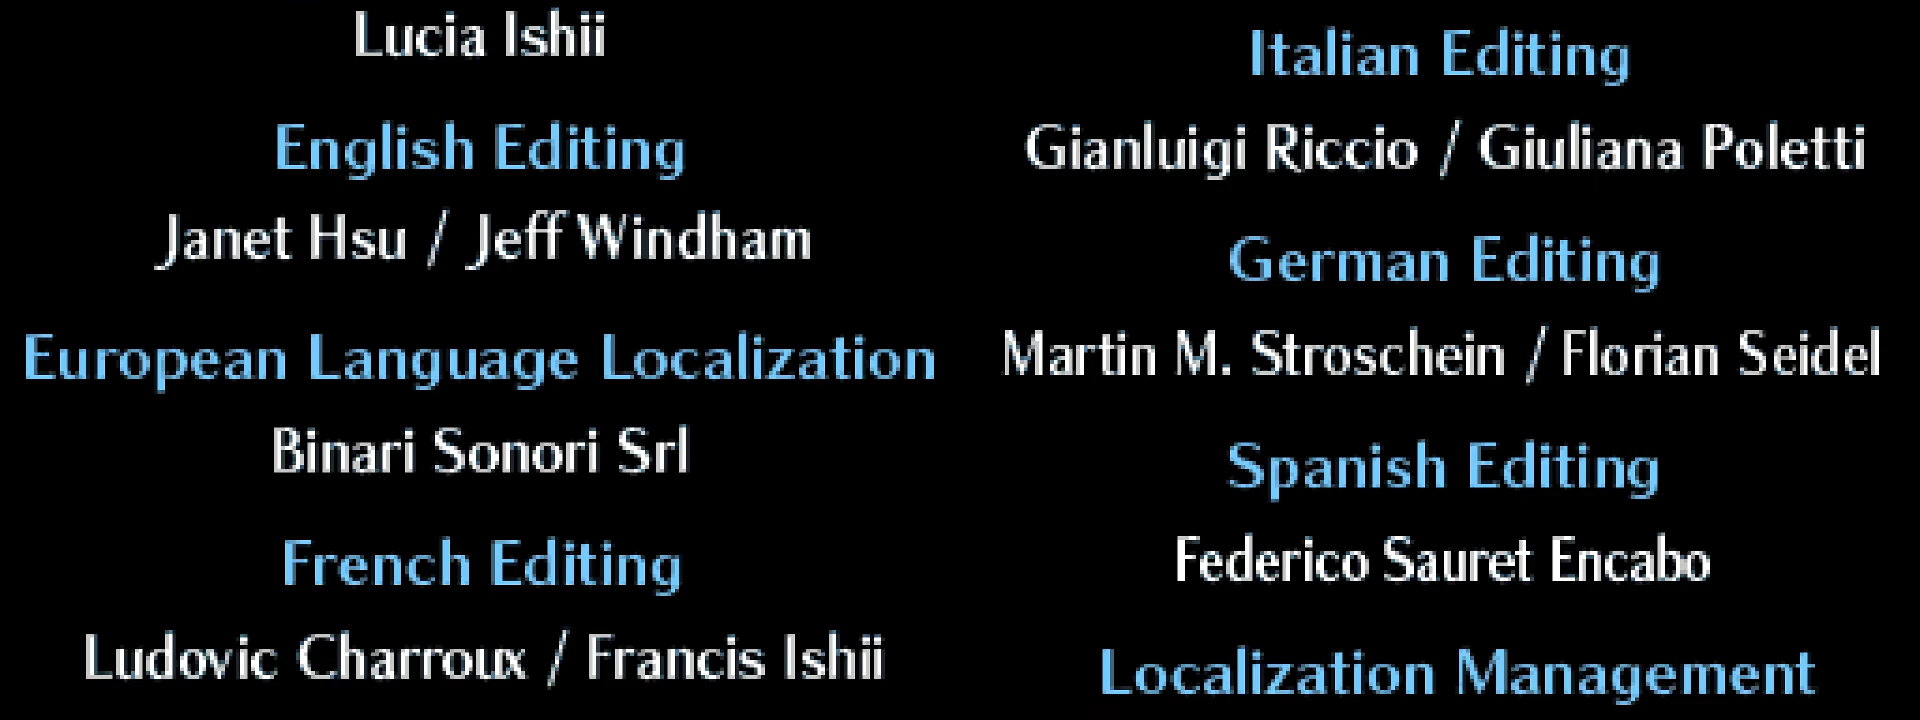 Lucia Ishii
English Editing
Janet Hsu / Jeff Windham
European Language Localization
Binari Sonori Srl
French Editing
Ludovic Charroux / Francis Ishii
Italian Editing
Gianluigi Riccio / Giuliana Poletti
German Editing
Martin M. Stroschein / Florian Seidel
Spanish Editing
Federico Sauret Encabo
Localization Management